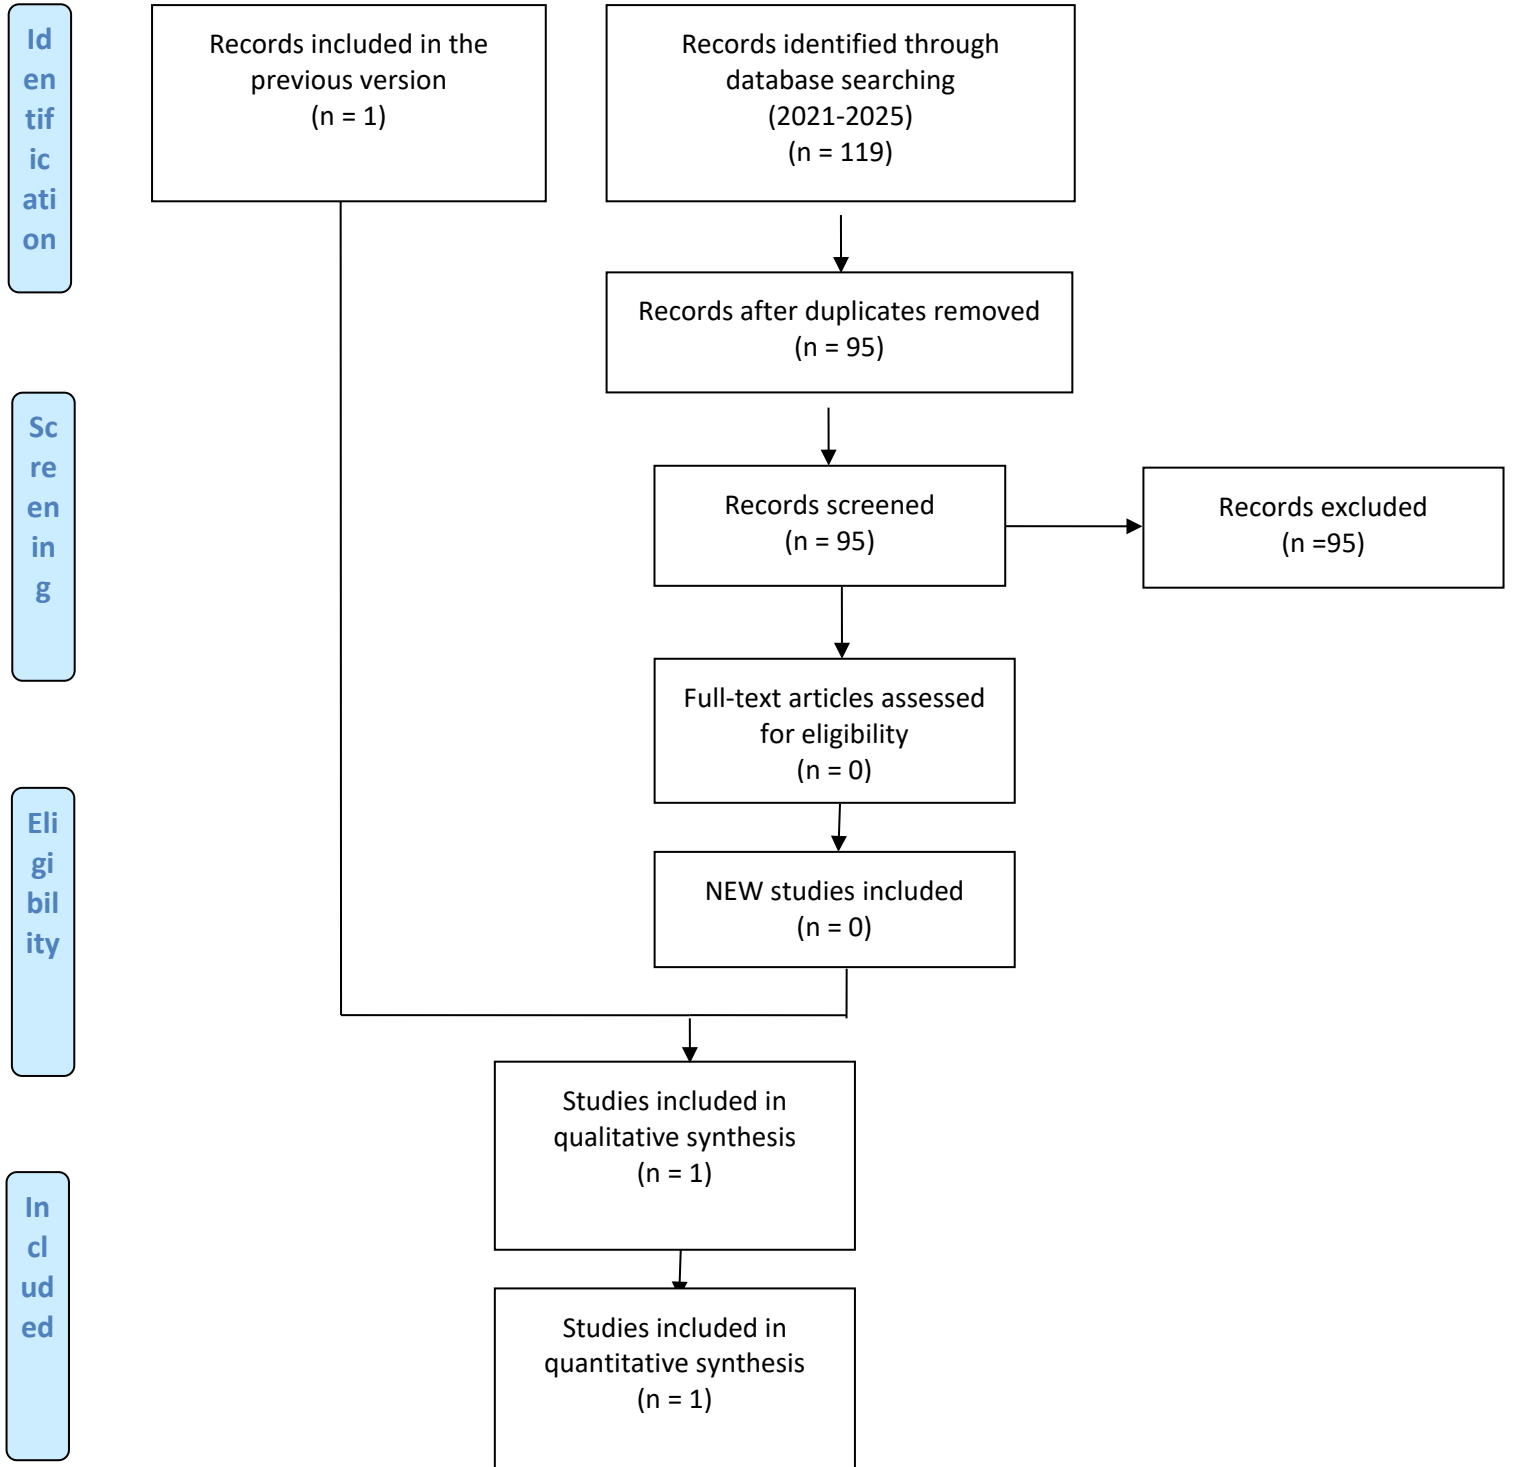 Id
en
tif
ic
ati
on
Records included in the
previous version
(n = 1)
Records identified through
database searching
(2021-2025)
(n = 119)
Records after duplicates removed
(n = 95)
Sc
re
en
in
g
Records screened
(n = 95)
Records excluded
(n =95)
Full-text articles assessed
for eligibility
(n = 0)
Eli
gi
bil
ity
NEW studies included
(n = 0)
Studies included in
qualitative synthesis
(n = 1)
In
cl
ud
ed
Studies included in
quantitative synthesis
(n = 1)